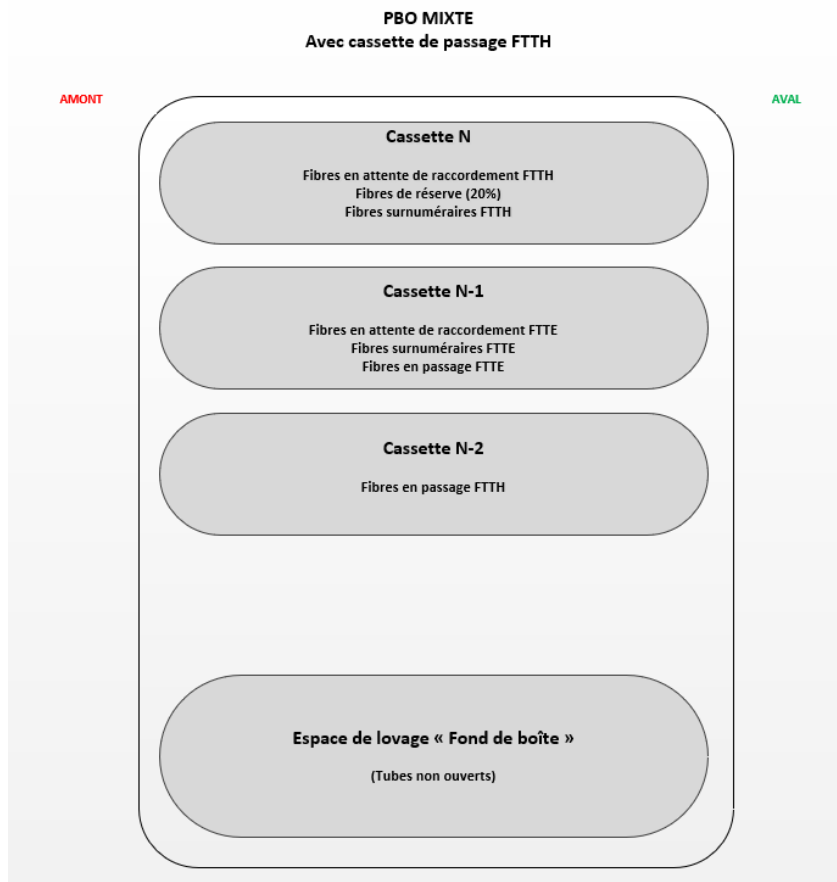 PBO MIXTE
Avec cassette de passage FTTH
AMONT
AVAL
Cassette N
Fibres en attente de raccordement FTTH
Fibres de réserve (20%)
Fibres surnuméraires FTTH
Cassette N-1
Fibres en attente de raccordement FTTE
Fibres surnuméraires FTTE
Fibres en passage FTTE
Cassette N-2
Fibres en passage FTTH
Espace de lovage « Fond de boîte »
(Tubes non ouverts)